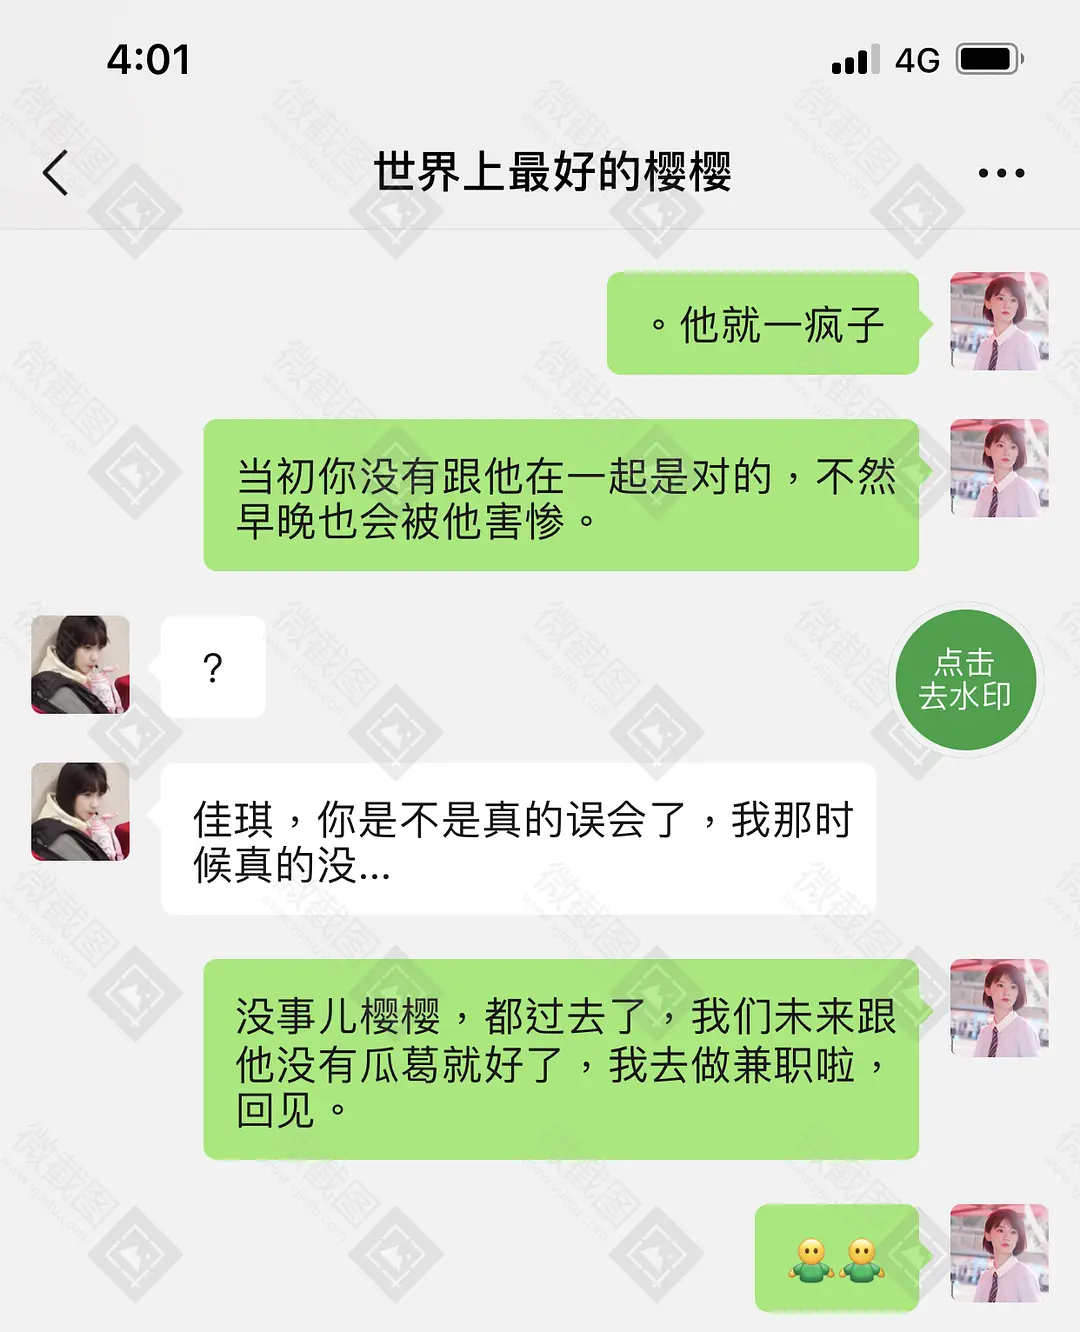 4:01
4G
世界上最好的樱樱
。他就一疯子
当初你没有跟他在一起是对的，不然
早晚也会被他害惨。
?
点击
去水印
佳琪，你是不是真的误会了，我那时
候真的没...
没事儿樱樱，都过去了，我们未来跟
他没有瓜葛就好了，我去做兼职啦，
回见。
微截图
www.vjietu.com